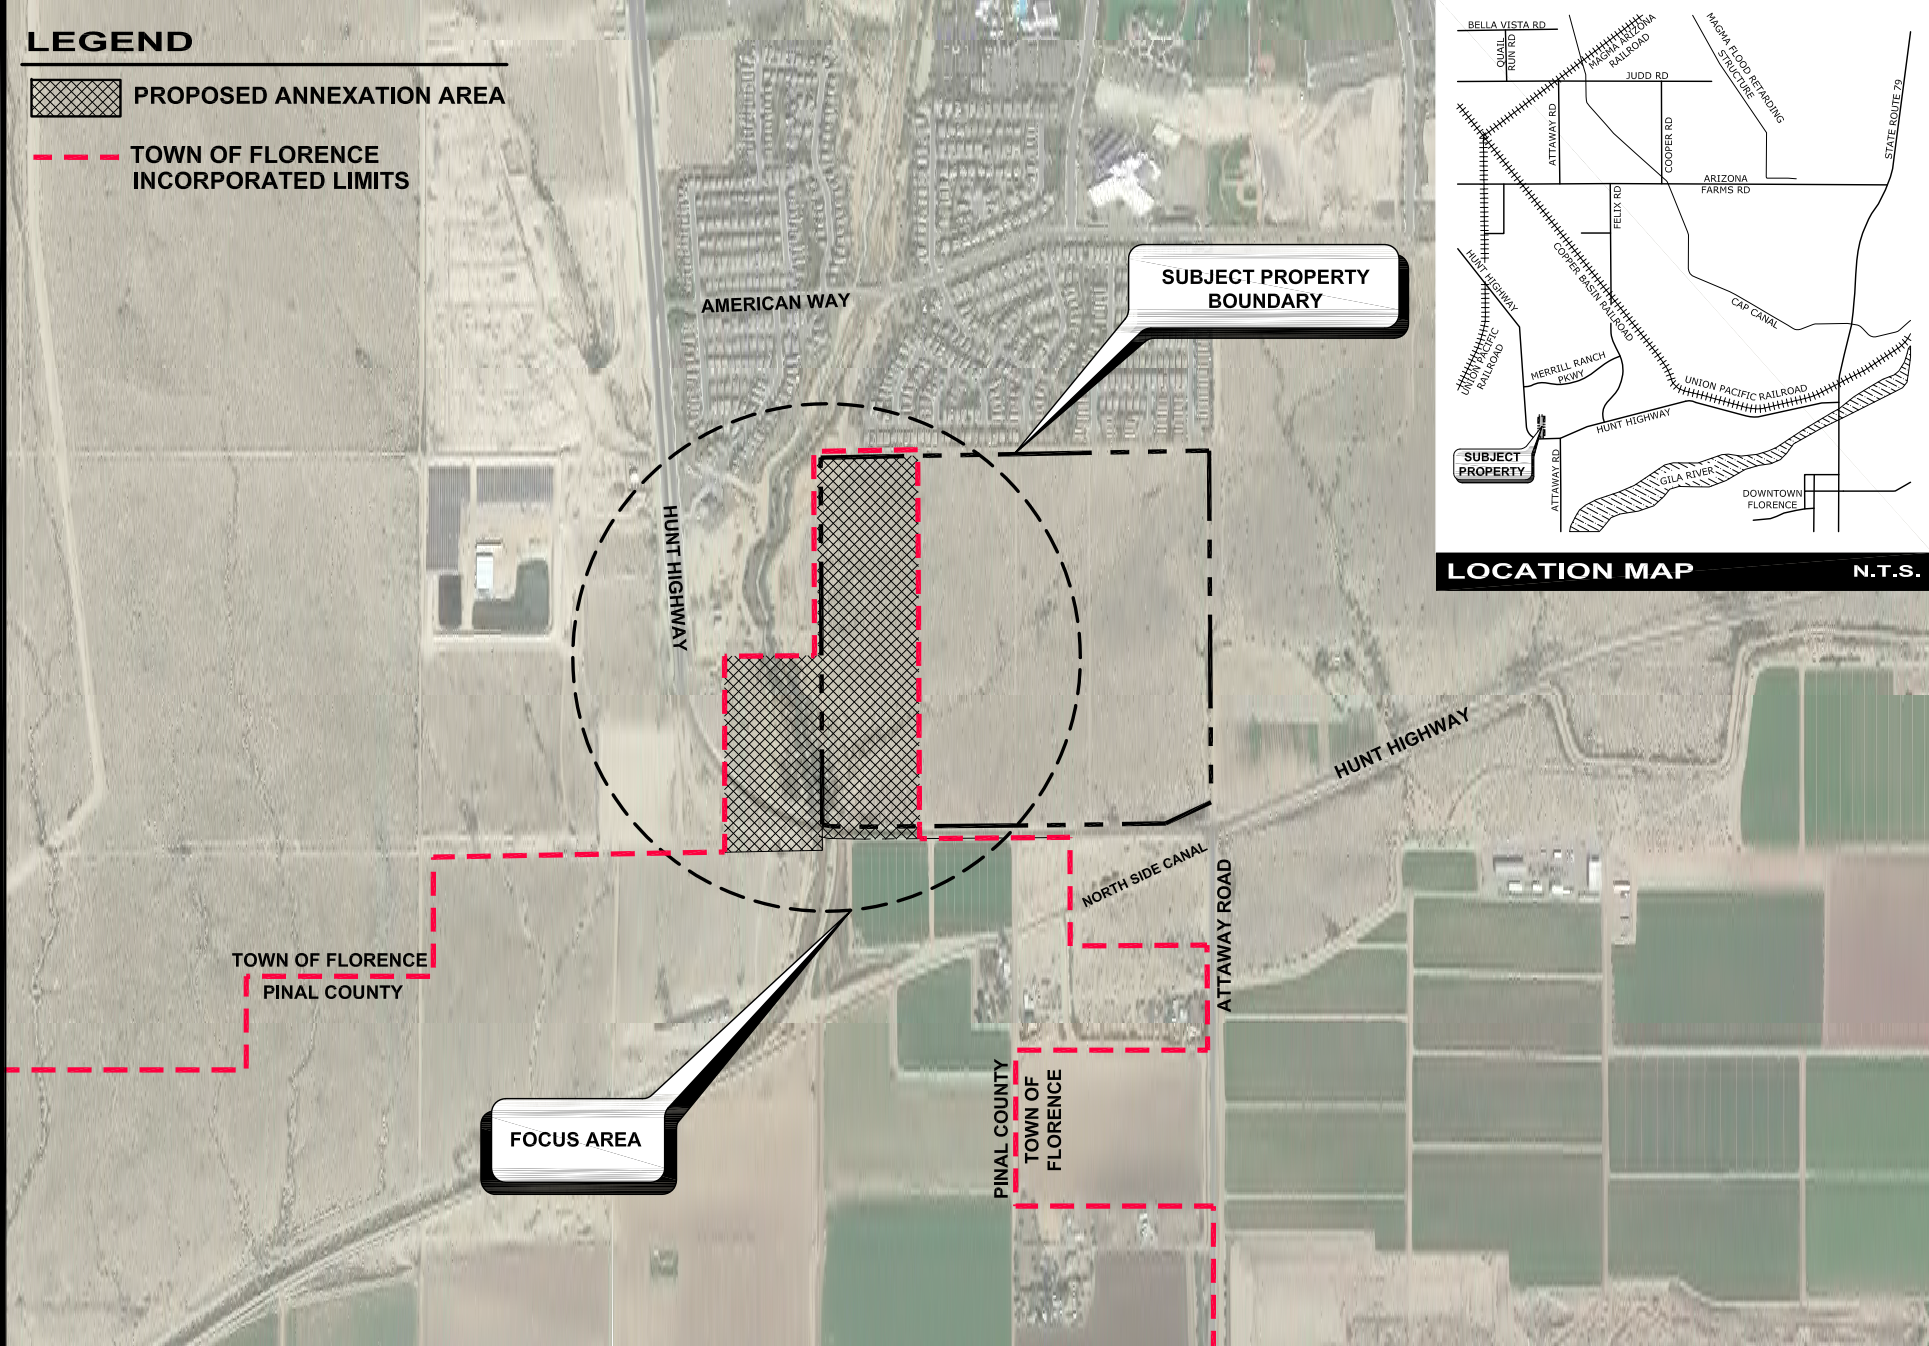 LEGEND
PROPOSED ANNEXATION AREA
TOWN OF FLORENCE
INCORPORATED LIMITS
AMERICAN WAY
SUBJECT PROPERTY
BOUNDARY
HUNT HIGHWAY
HUNT HIGHWAY
NORTH SIDE CANAL
ATTAWAY ROAD
TOWN OF FLORENCE
PINAL COUNTY
FOCUS AREA
PINAL COUNTY
TOWN OF
FLORENCE
BELLA VISTA RD
QUAIL
RUN RD
MAGMA ARIZONA
RAILROAD
MAGMA FLOOD RETARDING
STRUCTURE
JUDD RD
STATE ROUTE 79
ATTAWAY RD
COOPER RD
ARIZONA
FARMS RD
FELIX RD
HUNT HIGHWAY
COPPER BASIN RAILROAD
CAP CANAL
UNION PACIFIC
RAILROAD
MERRILL RANCH
PKWY
UNION PACIFIC RAILROAD
HUNT HIGHWAY
SUBJECT
PROPERTY
ATTAWAY RD
GILA RIVER
DOWNTOWN
FLORENCE
LOCATION MAP
N.T.S.